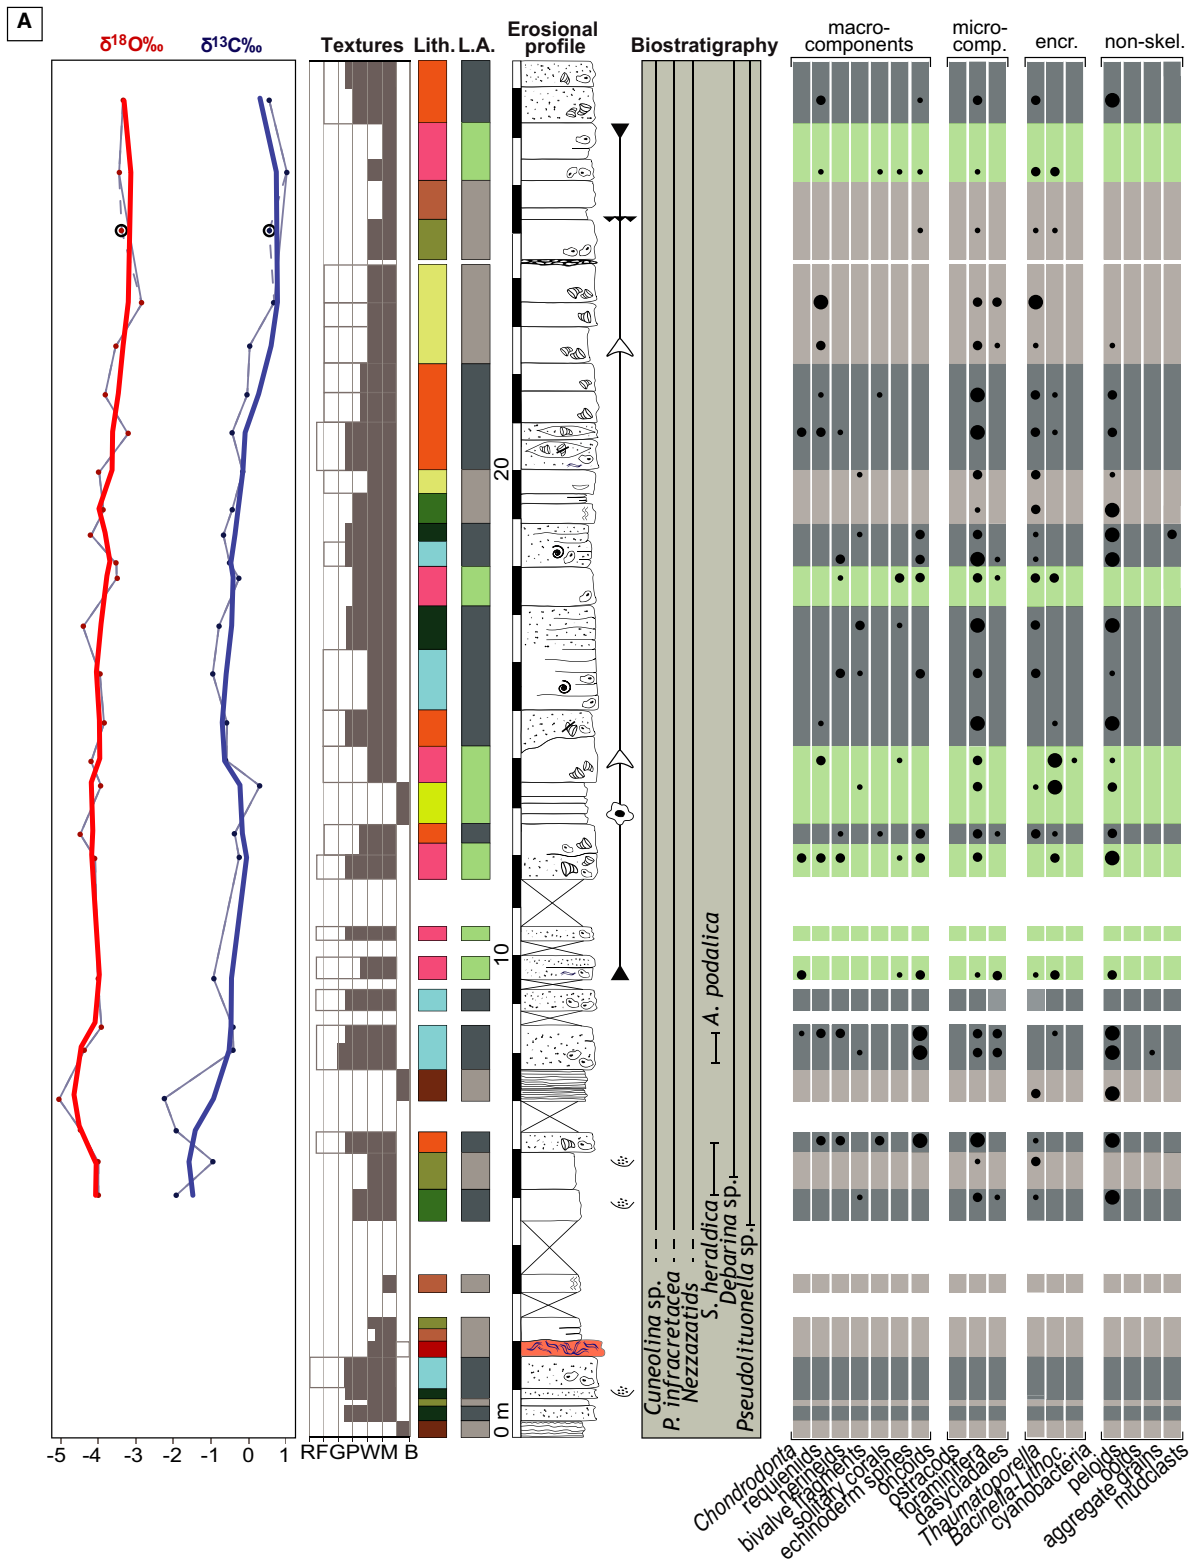 A
δ18O‰
δ13C‰
Textures
Lith.
L.A.
Erosional
profile
Biostratigraphy
macro-
components
micro-
comp.
encr.
non-skel.
20
10
0 m
A. podalica
Cuneolina sp.
P. infracretacea
Nezzazatids
S. heraldica
Debarina sp.
Pseudolituonella sp.
-5 -4 -3 -2 -1 0 1
RFGPWM B
Chondrodonta
requienids
nerineids
bivalve fragments
solitary corals
echinoderm spines
oncoids
ostracods
foraminifera
dasycladales
Thaumatoporella
Bacinella-Lithoc.
cyanobacteria
peloids
ooids
aggregate grains
mudclasts